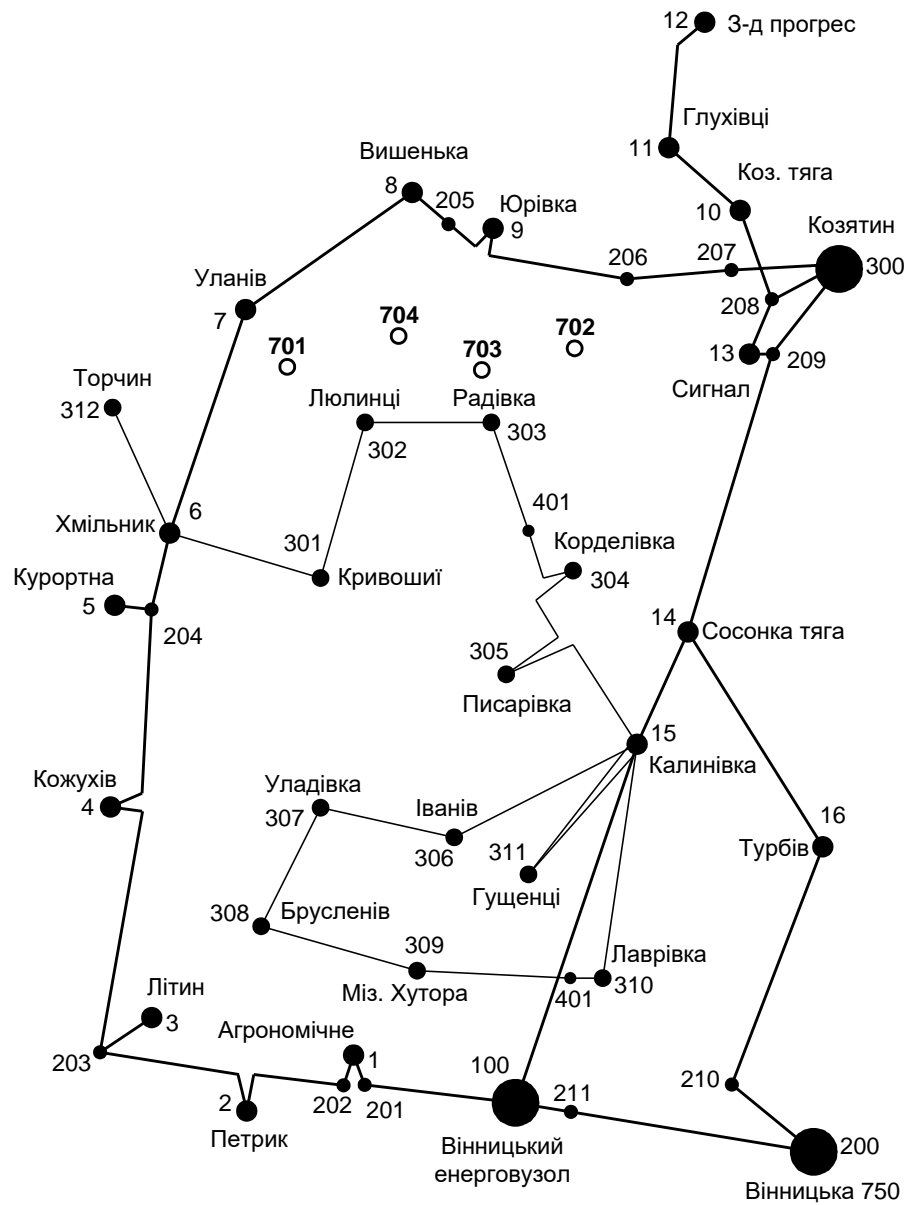 12
З-д прогрес
Глухівці
11
Вишенька
Коз. тяга
8
205
Юрівка
10
9
Козятин
206
207
300
Уланів
208
7
704
702
701
703
13
209
Торчин
Сигнал
312
Люлинці
Радівка
302
303
6
401
Хмільник
301
Корделівка
Курортна
Кривошиї
304
5
14
Сосонка тяга
204
305
Писарівка
15
Калинівка
Кожухів
Уладівка
4
Іванів
16
307
306
311
Турбів
Гущенці
308
Брусленів
309
Лаврівка
Міз. Хутора
401
310
Літин
3
Агрономічне
203
1
100
210
2
202
201
211
Петрик
Вінницький
енерговузол
200
Вінницька 750